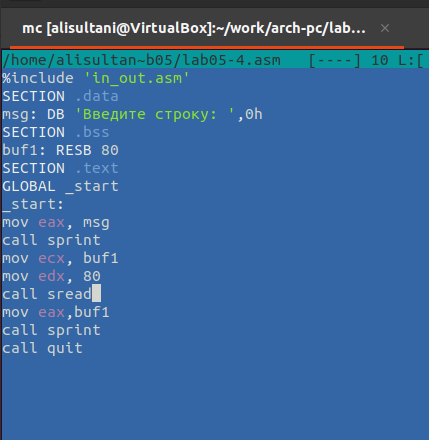 mc [alisultani@VirtualBox]:~/work/arch-pc/lab... ×
/home/alisultan~b05/lab05-4.asm [----] 10 L:[
%include 'in_out.asm'
SECTION .data
msg: DB 'Введите строку: ',0h
SECTION .bss
buf1: RESB 80
SECTION .text
GLOBAL _start
_start:
mov eax, msg
call sprint
mov ecx, buf1
mov edx, 80
call sread
mov eax,buf1
call sprint
call quit